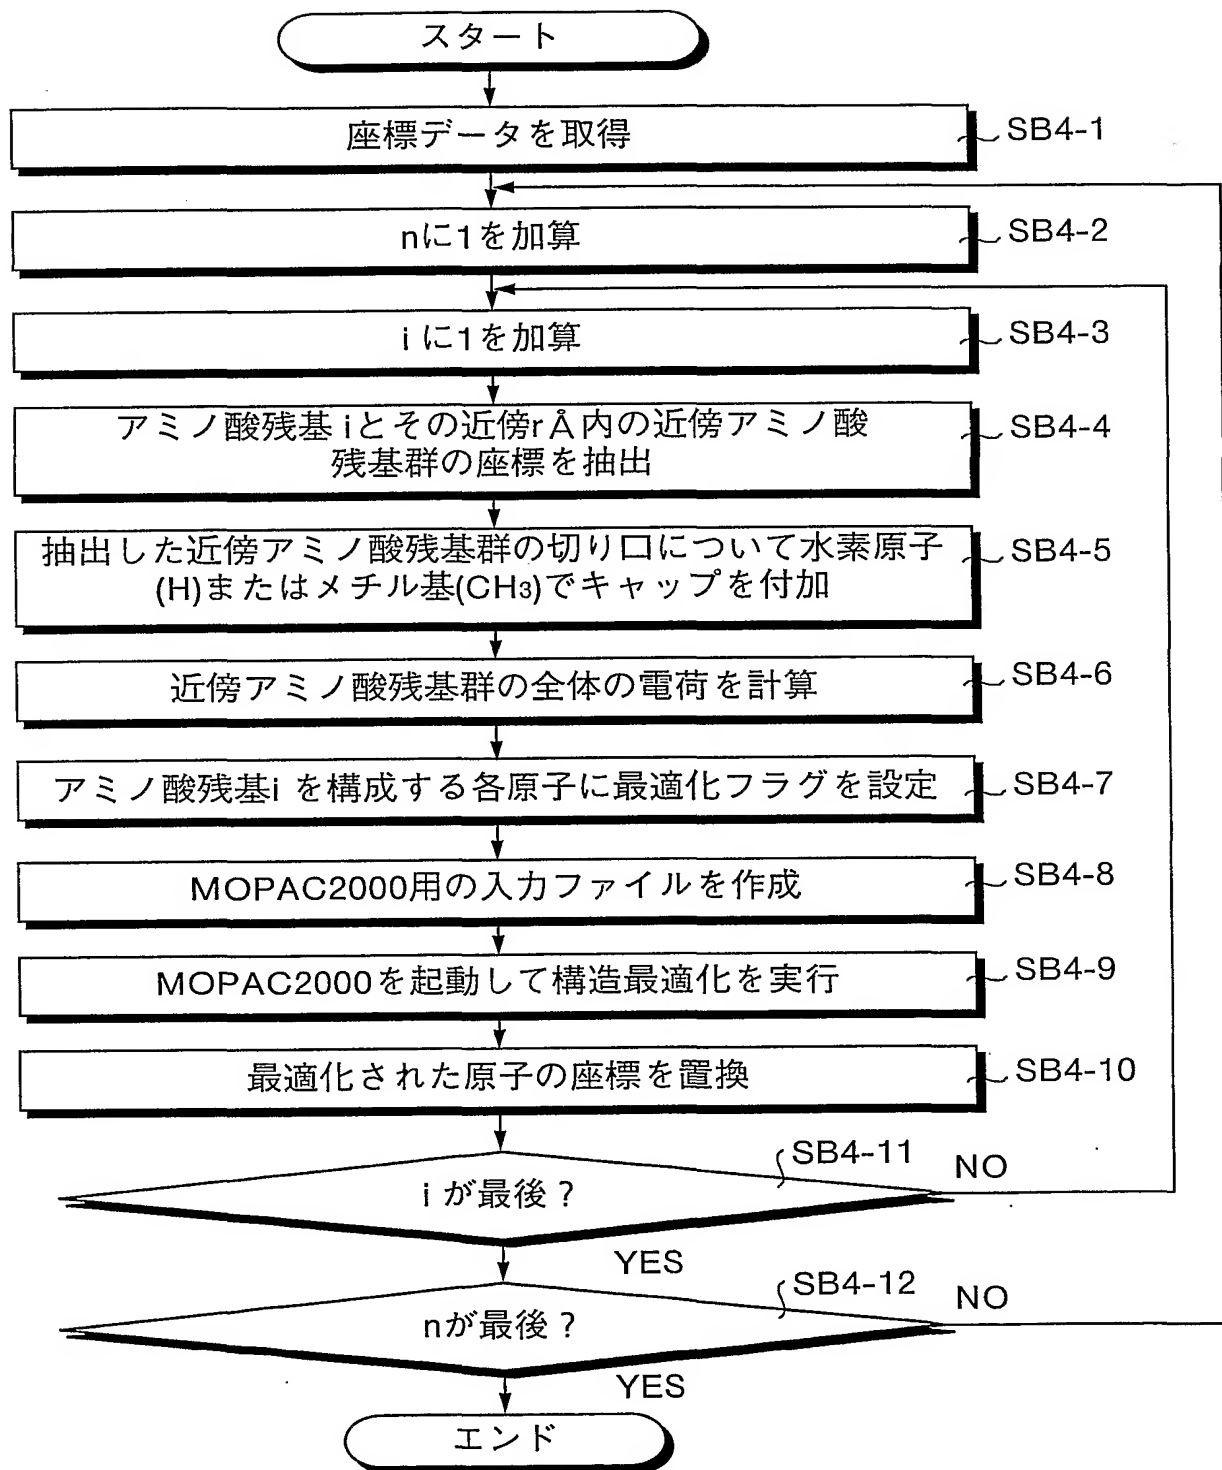 スタート
座標データを取得
SB4-1
nに1を加算
SB4-2
iに1を加算
SB4-3
アミノ酸残基iとその近傍rÅ内の近傍アミノ酸
残基群の座標を抽出
SB4-4
抽出した近傍アミノ酸残基群の切り口について水素原子
(H)またはメチル基(CH3)でキャップを付加
SB4-5
近傍アミノ酸残基群の全体の電荷を計算
SB4-6
アミノ酸残基iを構成する各原子に最適化フラグを設定
SB4-7
MOPAC2000用の入力ファイルを作成
SB4-8
MOPAC2000を起動して構造最適化を実行
SB4-9
最適化された原子の座標を置換
SB4-10
iが最後？
SB4-11
NO
YES
nが最後？
SB4-12
NO
YES
エンド